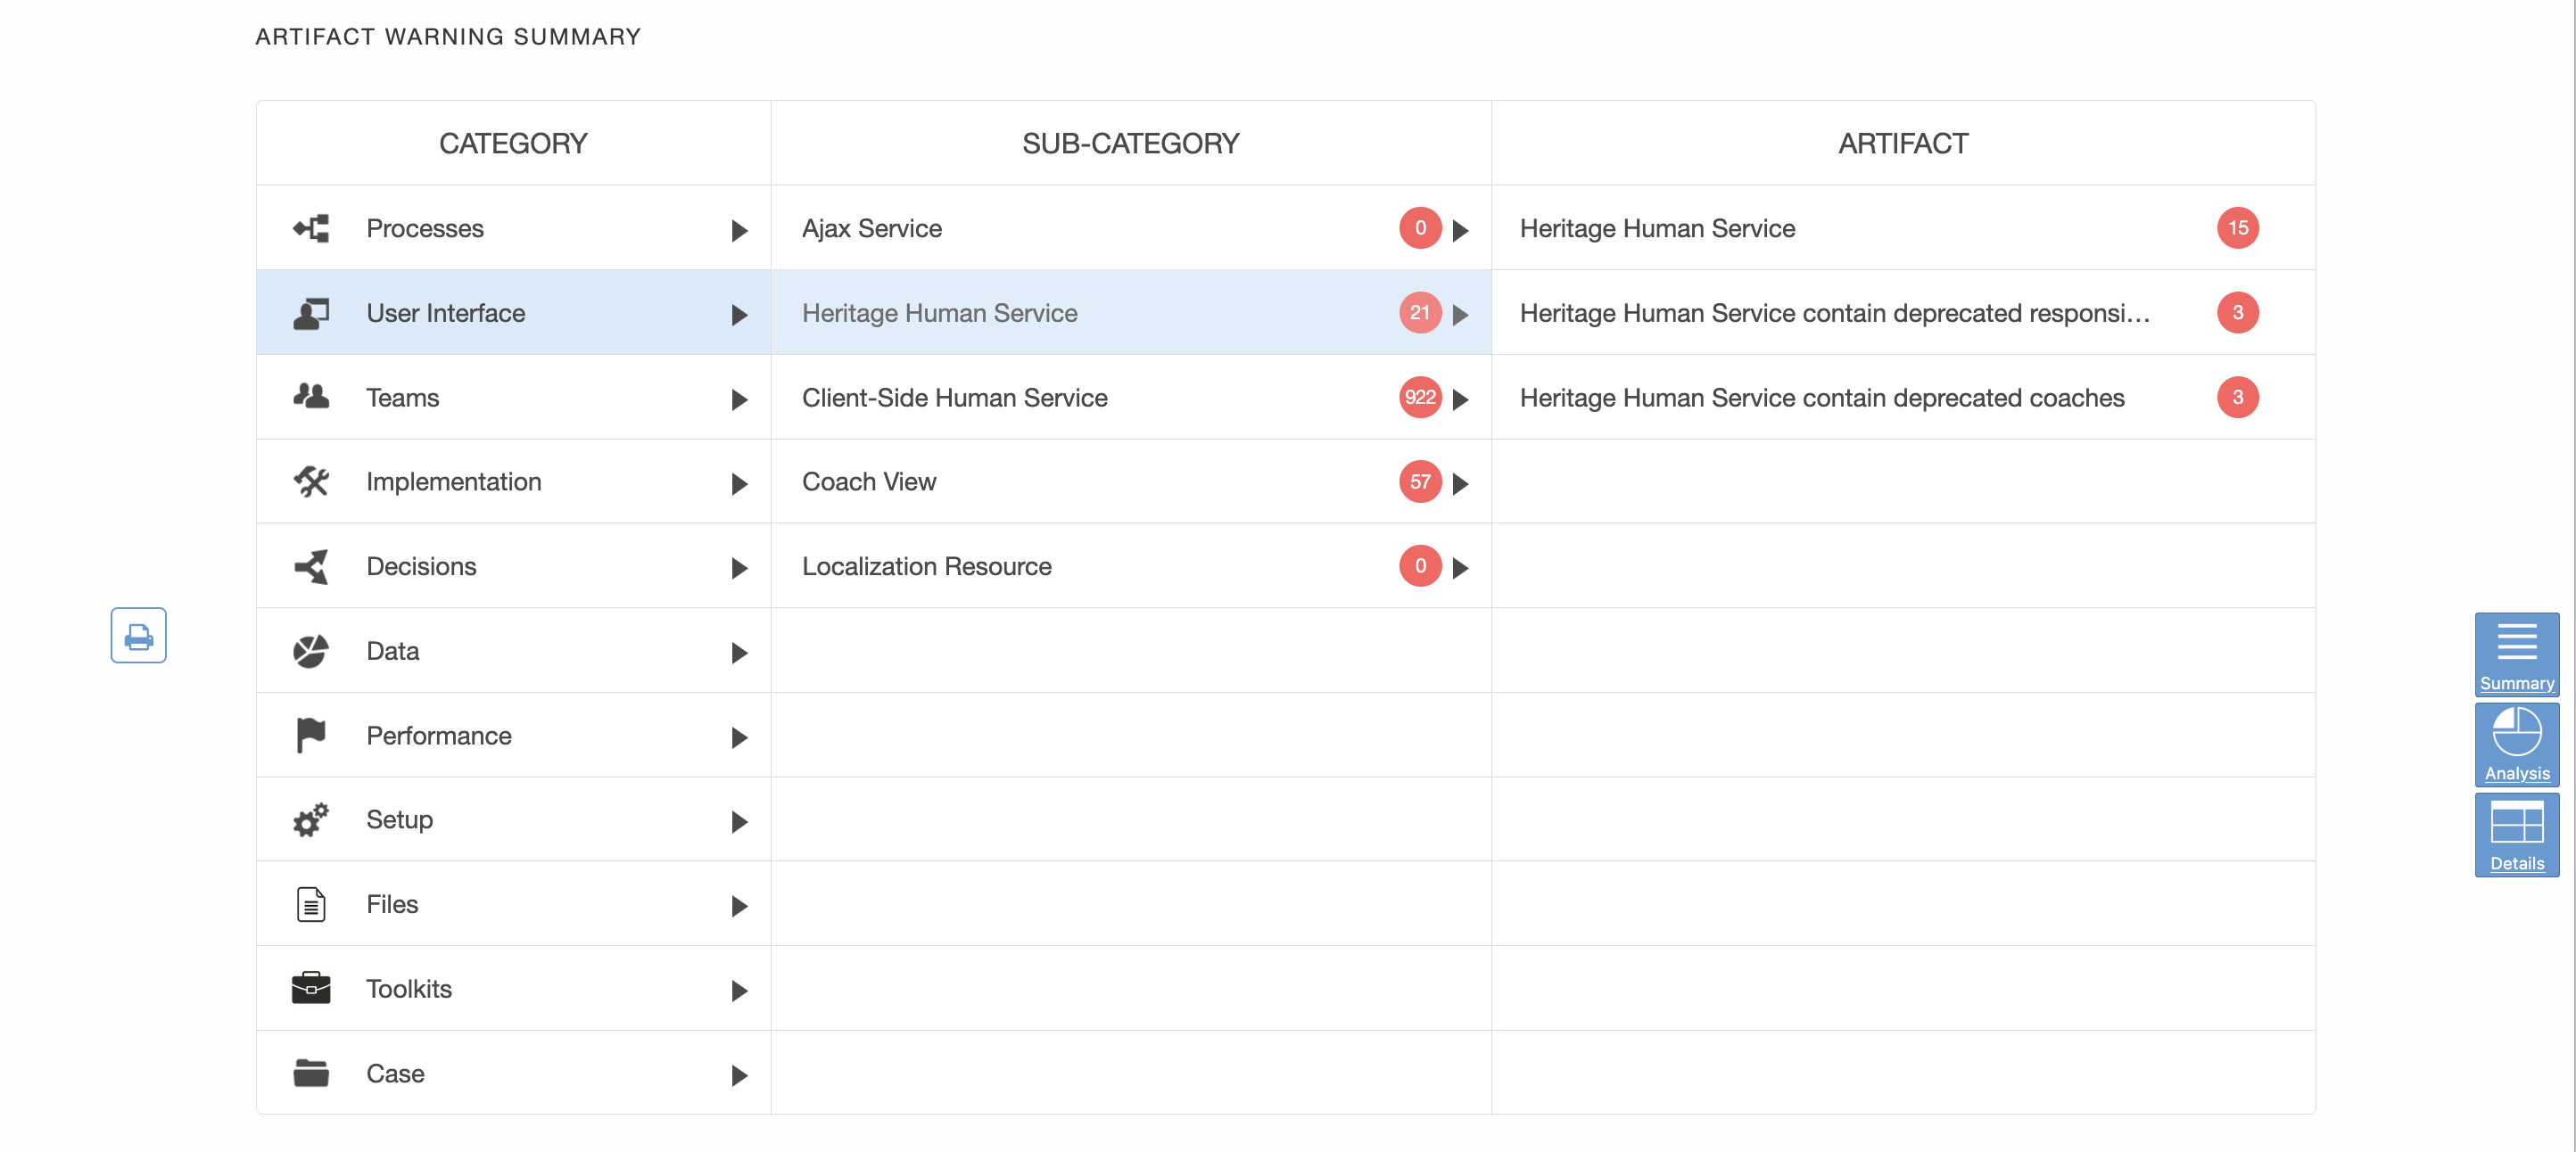 ARTIFACT WARNING SUMMARY
CATEGORY SUB-CATEGORY ARTIFACT
Processes Ajax Service 0 Heritage Human Service 15
User Interface Heritage Human Service 21 Heritage Human Service contain deprecated responsi... 3
Teams Client-Side Human Service 922 Heritage Human Service contain deprecated coaches 3
Implementation Coach View 57
Decisions Localization Resource 0
Data
Performance
Setup
Files
Toolkits
Case
Summary
Analysis
Details